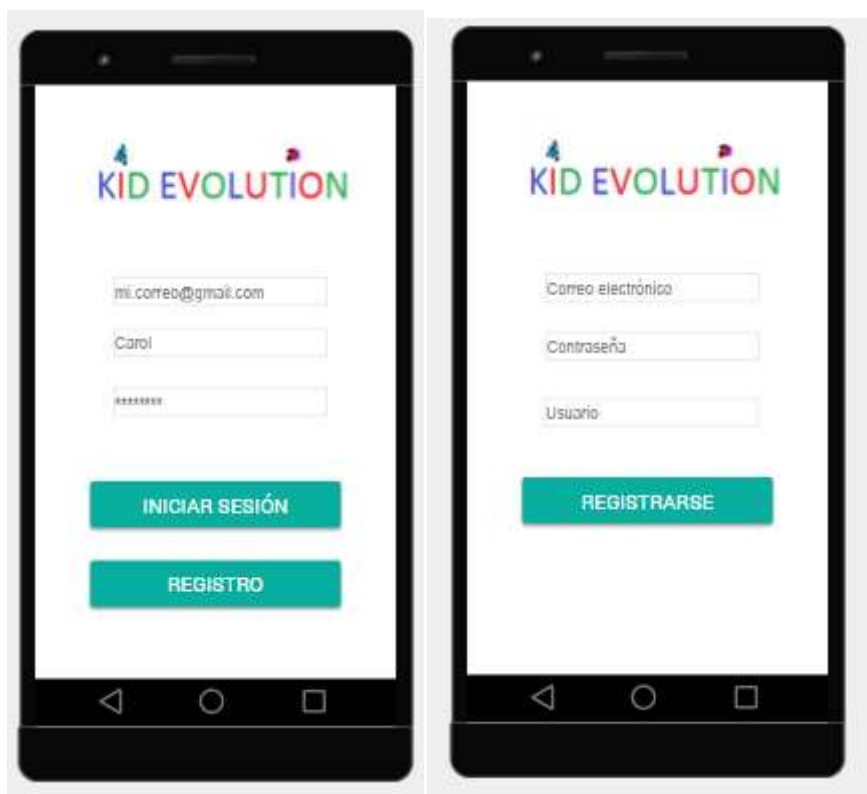 KID EVOLUTION
mi.correo@gmail.com
Carol
********
INICIAR SESIÓN
REGISTRO
KID EVOLUTION
Correo electrónico
Contraseña
Usuario
REGISTRARSE